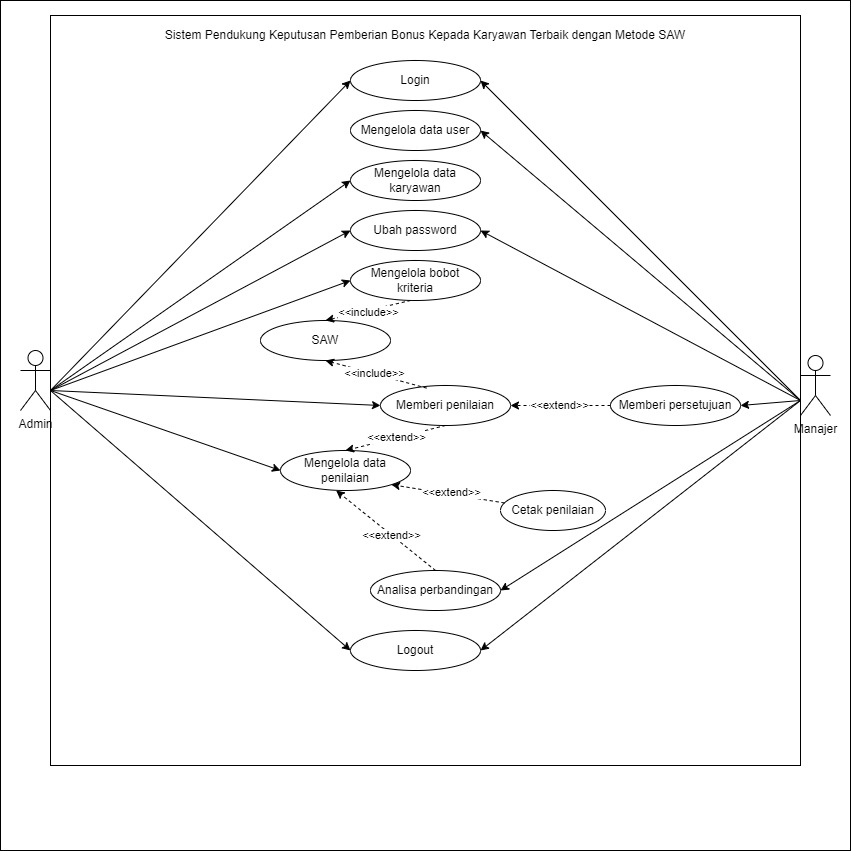 Sistem Pendukung Keputusan Pemberian Bonus Kepada Karyawan Terbaik dengan Metode SAW
Login
Mengelola data user
Mengelola data
karyawan
Ubah password
Mengelola bobot
kriteria
<<include>>
SAW
<<include>>
Admin
Manajer
Memberi penilaian
<<extend>>
Memberi persetujuan
<<extend>>
Mengelola data
penilaian
<<extend>>
Cetak penilaian
<<extend>>
Analisa perbandingan
Logout